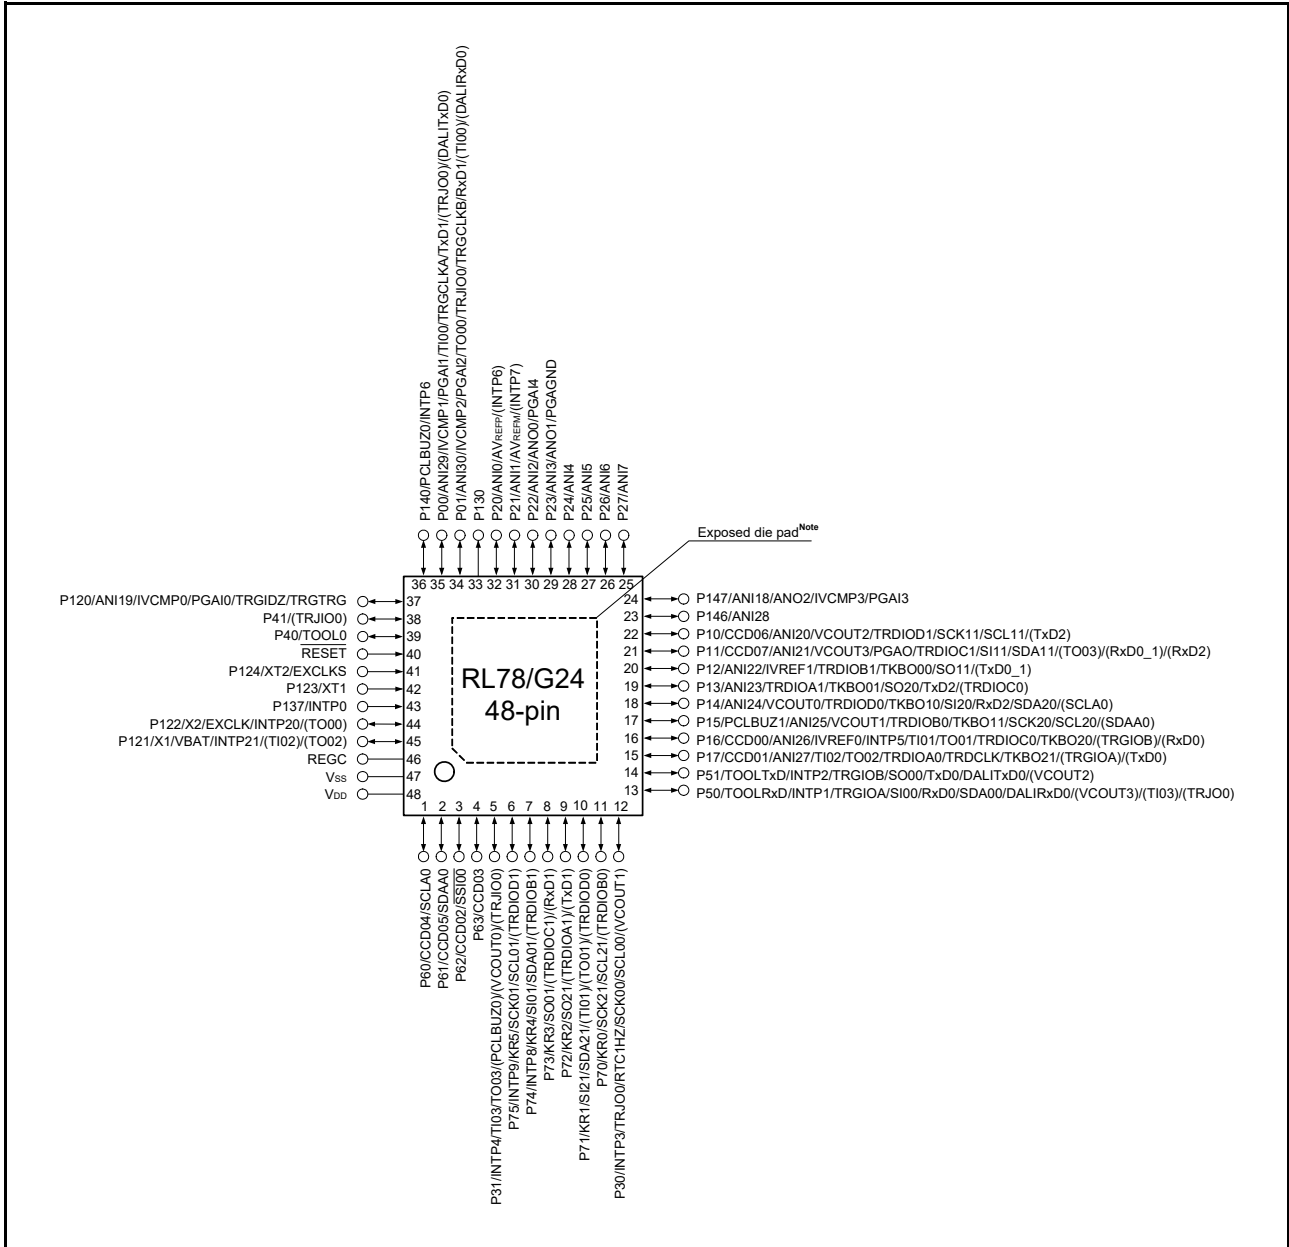 P140/PCLBUZ0/INTP6
P00/ANI29/IVCMP1/PGAI1/TI00/TRGCLKA/TxD1/(TRJO0)/(DALITxD0)
P01/ANI30/IVCMP2/PGAI2/TO00/TRJIO0/TRGCLKB/RxD1/(TI00)/(DALIRxD0)
P130
P20/ANI0/AVREFP/(INTP6)
P21/ANI1/AVREFM/(INTP7)
P22/ANI2/ANO0/PGAI4
P23/ANI3/ANO1/PGAGND
P24/ANI4
P25/ANI5
P26/ANI6
P27/ANI7
Exposed die padNote
36 35 34 33 32 31 30 29 28 27 26 25
P120/ANI19/IVCMP0/PGAI0/TRGIDZ/TRGTRG 37
P41/(TRJIO0) 38
P40/TOOL0 39
RESET 40
P124/XT2/EXCLKS 41
P123/XT1 42
P137/INTP0 43
P122/X2/EXCLK/INTP20/(TO00) 44
P121/X1/VBAT/INTP21/(TI02)/(TO02) 45
REGC 46
VSS 47
VDD 48
RL78/G24
48-pin
24 P147/ANI18/ANO2/IVCMP3/PGAI3
23 P146/ANI28
22 P10/CCD06/ANI20/VCOUT2/TRDIOD1/SCK11/SCL11/(TxD2)
21 P11/CCD07/ANI21/VCOUT3/PGAO/TRDIOC1/SI11/SDA11/(TO03)/(RxD0_1)/(RxD2)
20 P12/ANI22/IVREF1/TRDIOB1/TKBO00/SO11/(TxD0_1)
19 P13/ANI23/TRDIOA1/TKBO01/SO20/TxD2/(TRDIOC0)
18 P14/ANI24/VCOUT0/TRDIOD0/TKBO10/SI20/RxD2/SDA20/(SCLA0)
17 P15/PCLBUZ1/ANI25/VCOUT1/TRDIOB0/TKBO11/SCK20/SCL20/(SDAA0)
16 P16/CCD00/ANI26/IVREF0/INTP5/TI01/TO01/TRDIOC0/TKBO20/(TRGIOB)/(RxD0)
15 P17/CCD01/ANI27/TI02/TO02/TRDIOA0/TRDCLK/TKBO21/(TRGIOA)/(TxD0)
14 P51/TOOLTxD/INTP2/TRGIOB/SO00/TxD0/DALITxD0/(VCOUT2)
13 P50/TOOLRxD/INTP1/TRGIOA/SI00/RxD0/SDA00/DALIRxD0/(VCOUT3)/(TI03)/(TRJO0)
1 2 3 4 5 6 7 8 9 10 11 12
P60/CCD04/SCLA0
P61/CCD05/SDAA0
P62/CCD02/SSI00
P63/CCD03
P31/INTP4/TI03/TO03/(PCLBUZ0)/(VCOUT0)/(TRJIO0)
P75/INTP9/KR5/SCK01/SCL01/(TRDIOD1)
P74/INTP8/KR4/SI01/SDA01/(TRDIOB1)
P73/KR3/SO01/(TRDIOC1)/(RxD1)
P72/KR2/SO21/(TRDIOA1)/(TxD1)
P71/KR1/SI21/SDA21/(TI01)/(TO01)/(TRDIOD0)
P70/KR0/SCK21/SCL21/(TRDIOB0)
P30/INTP3/TRJO0/RTC1HZ/SCK00/SCL00/(VCOUT1)